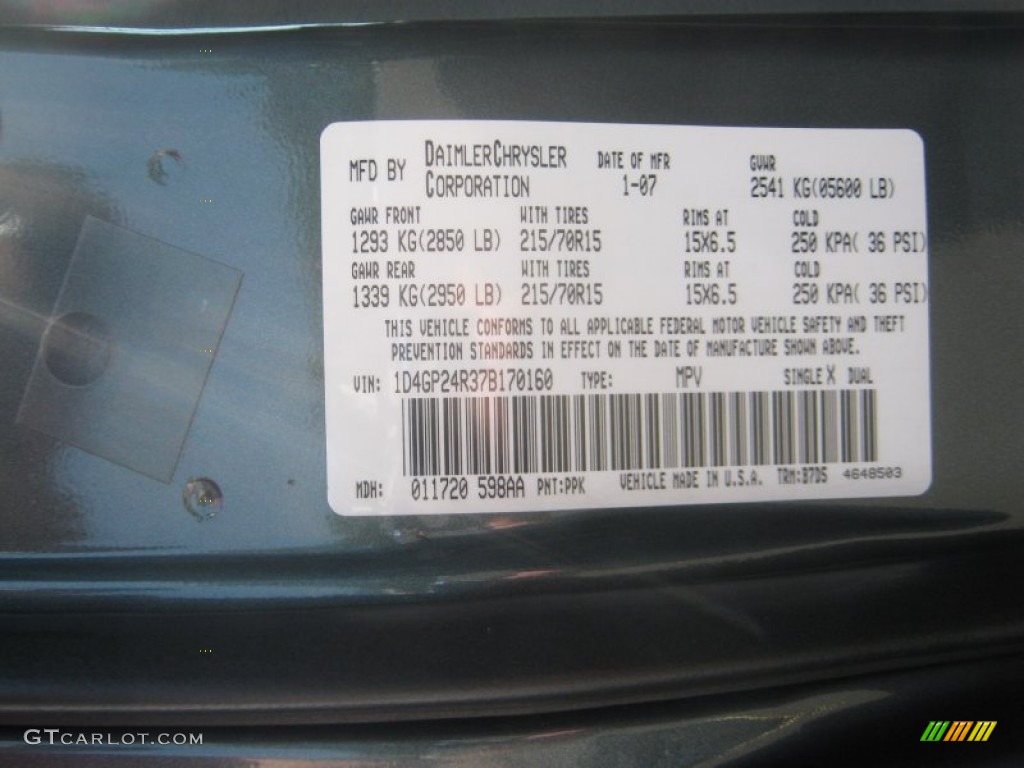 MFD BY DAIMLERCHRYSLER CORPORATION DATE OF MFR 1-07 GVWR 2541 KG(05600 LB)
GAWR FRONT WITH TIRES RIMS AT COLD
1293 KG(2850 LB) 215/70R15 15X6.5 250 KPA( 36 PSI)
GAWR REAR WITH TIRES RIMS AT COLD
1339 KG(2950 LB) 215/70R15 15X6.5 250 KPA( 36 PSI)
THIS VEHICLE CONFORMS TO ALL APPLICABLE FEDERAL MOTOR VEHICLE SAFETY AND THEFT
PREVENTION STANDARDS IN EFFECT ON THE DATE OF MANUFACTURE SHOWN ABOVE.
VIN: 1D4GP24R37B170160 TYPE: MPV SINGLE X DUAL
MDH: 011720 598AA PNT:PPK VEHICLE MADE IN U.S.A. TRM:B7D5 4648503
GTCARLOT.COM